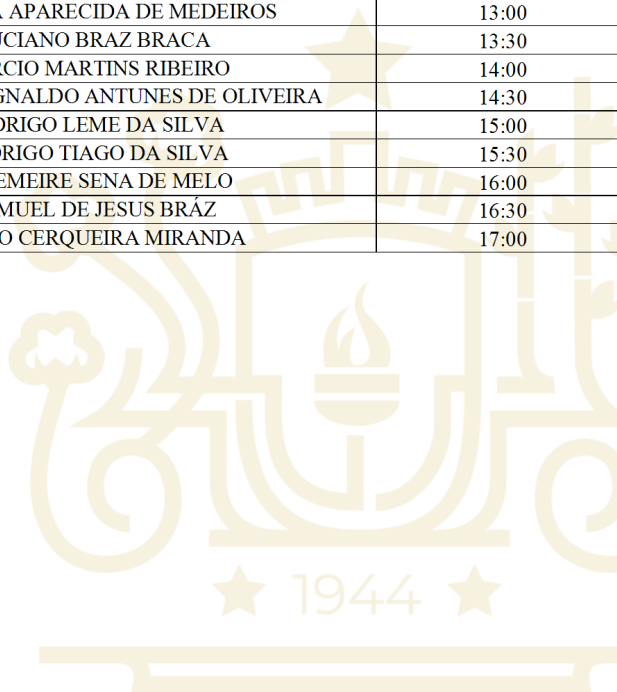 APARECIDA DE MEDEIROS 13:00
CIANO BRAZ BRACA 13:30
RCIO MARTINS RIBEIRO 14:00
GNALDO ANTUNES DE OLIVEIRA 14:30
DRIGO LEME DA SILVA 15:00
DRIGO TIAGO DA SILVA 15:30
EMEIRE SENA DE MELO 16:00
MUEL DE JESUS BRÁZ 16:30
O CERQUEIRA MIRANDA 17:00
1944